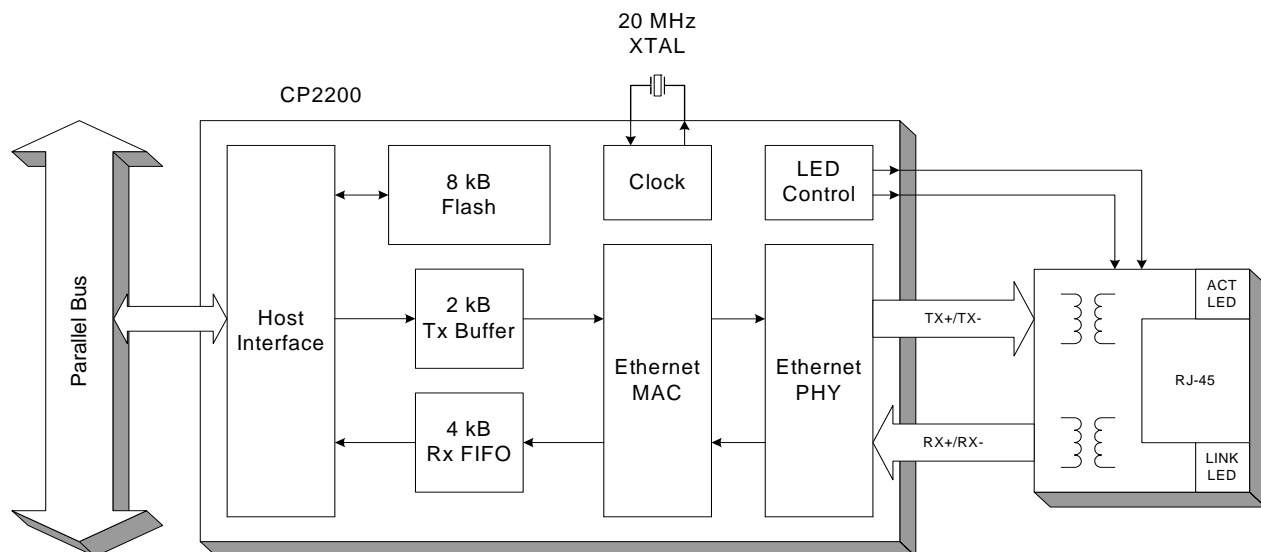 20 MHz
XTAL
CP2200
Parallel Bus
Host
Interface
8 kB
Flash
Clock
LED
Control
2 kB
Tx Buffer
4 kB
Rx FIFO
Ethernet
MAC
Ethernet
PHY
TX+/TX-
RX+/RX-
ACT
LED
RJ-45
LINK
LED